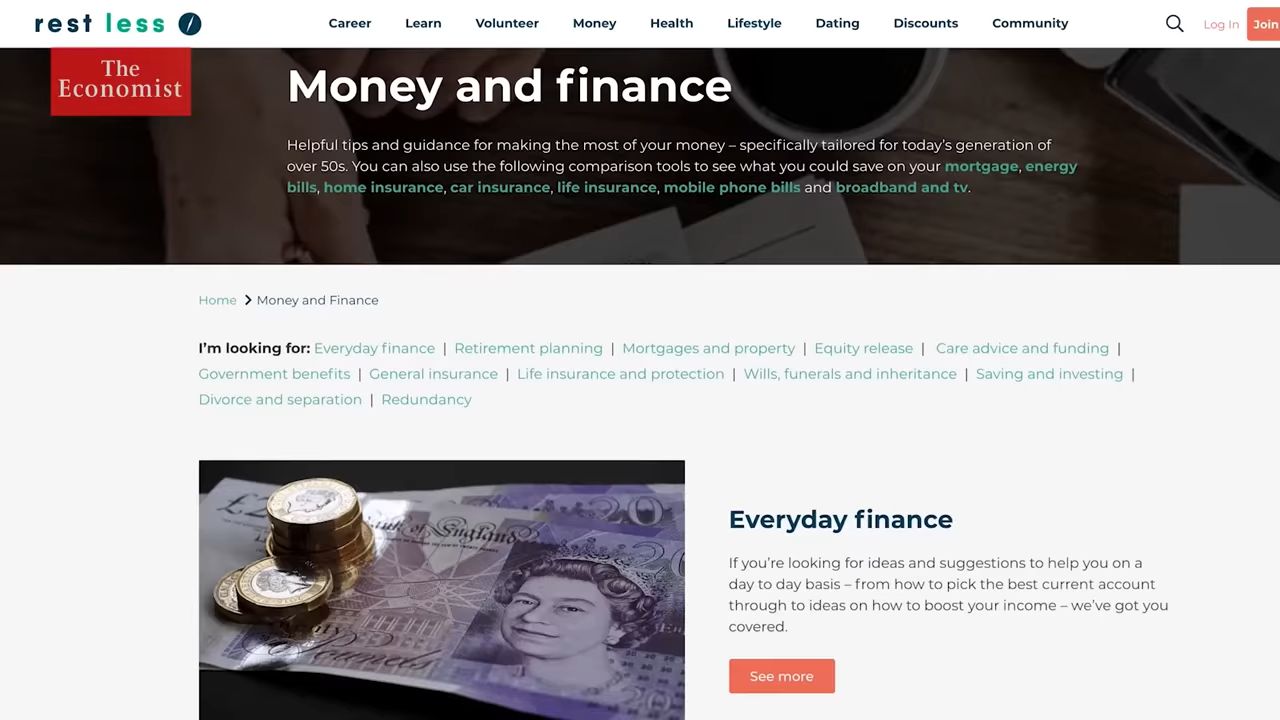 rest less
Career Learn Volunteer Money Health Lifestyle Dating Discounts Community
Log In Join
The
Economist
Money and finance
Helpful tips and guidance for making the most of your money – specifically tailored for today's generation of
over 50s. You can also use the following comparison tools to see what you could save on your mortgage, energy
bills, home insurance, car insurance, life insurance, mobile phone bills and broadband and tv.
Home > Money and Finance
I'm looking for: Everyday finance | Retirement planning | Mortgages and property | Equity release | Care advice and funding |
Government benefits | General insurance | Life insurance and protection | Wills, funerals and inheritance | Saving and investing |
Divorce and separation | Redundancy
Bank of England
20
Everyday finance
If you're looking for ideas and suggestions to help you on a
day to day basis – from how to pick the best current account
through to ideas on how to boost your income – we've got you
covered.
See more